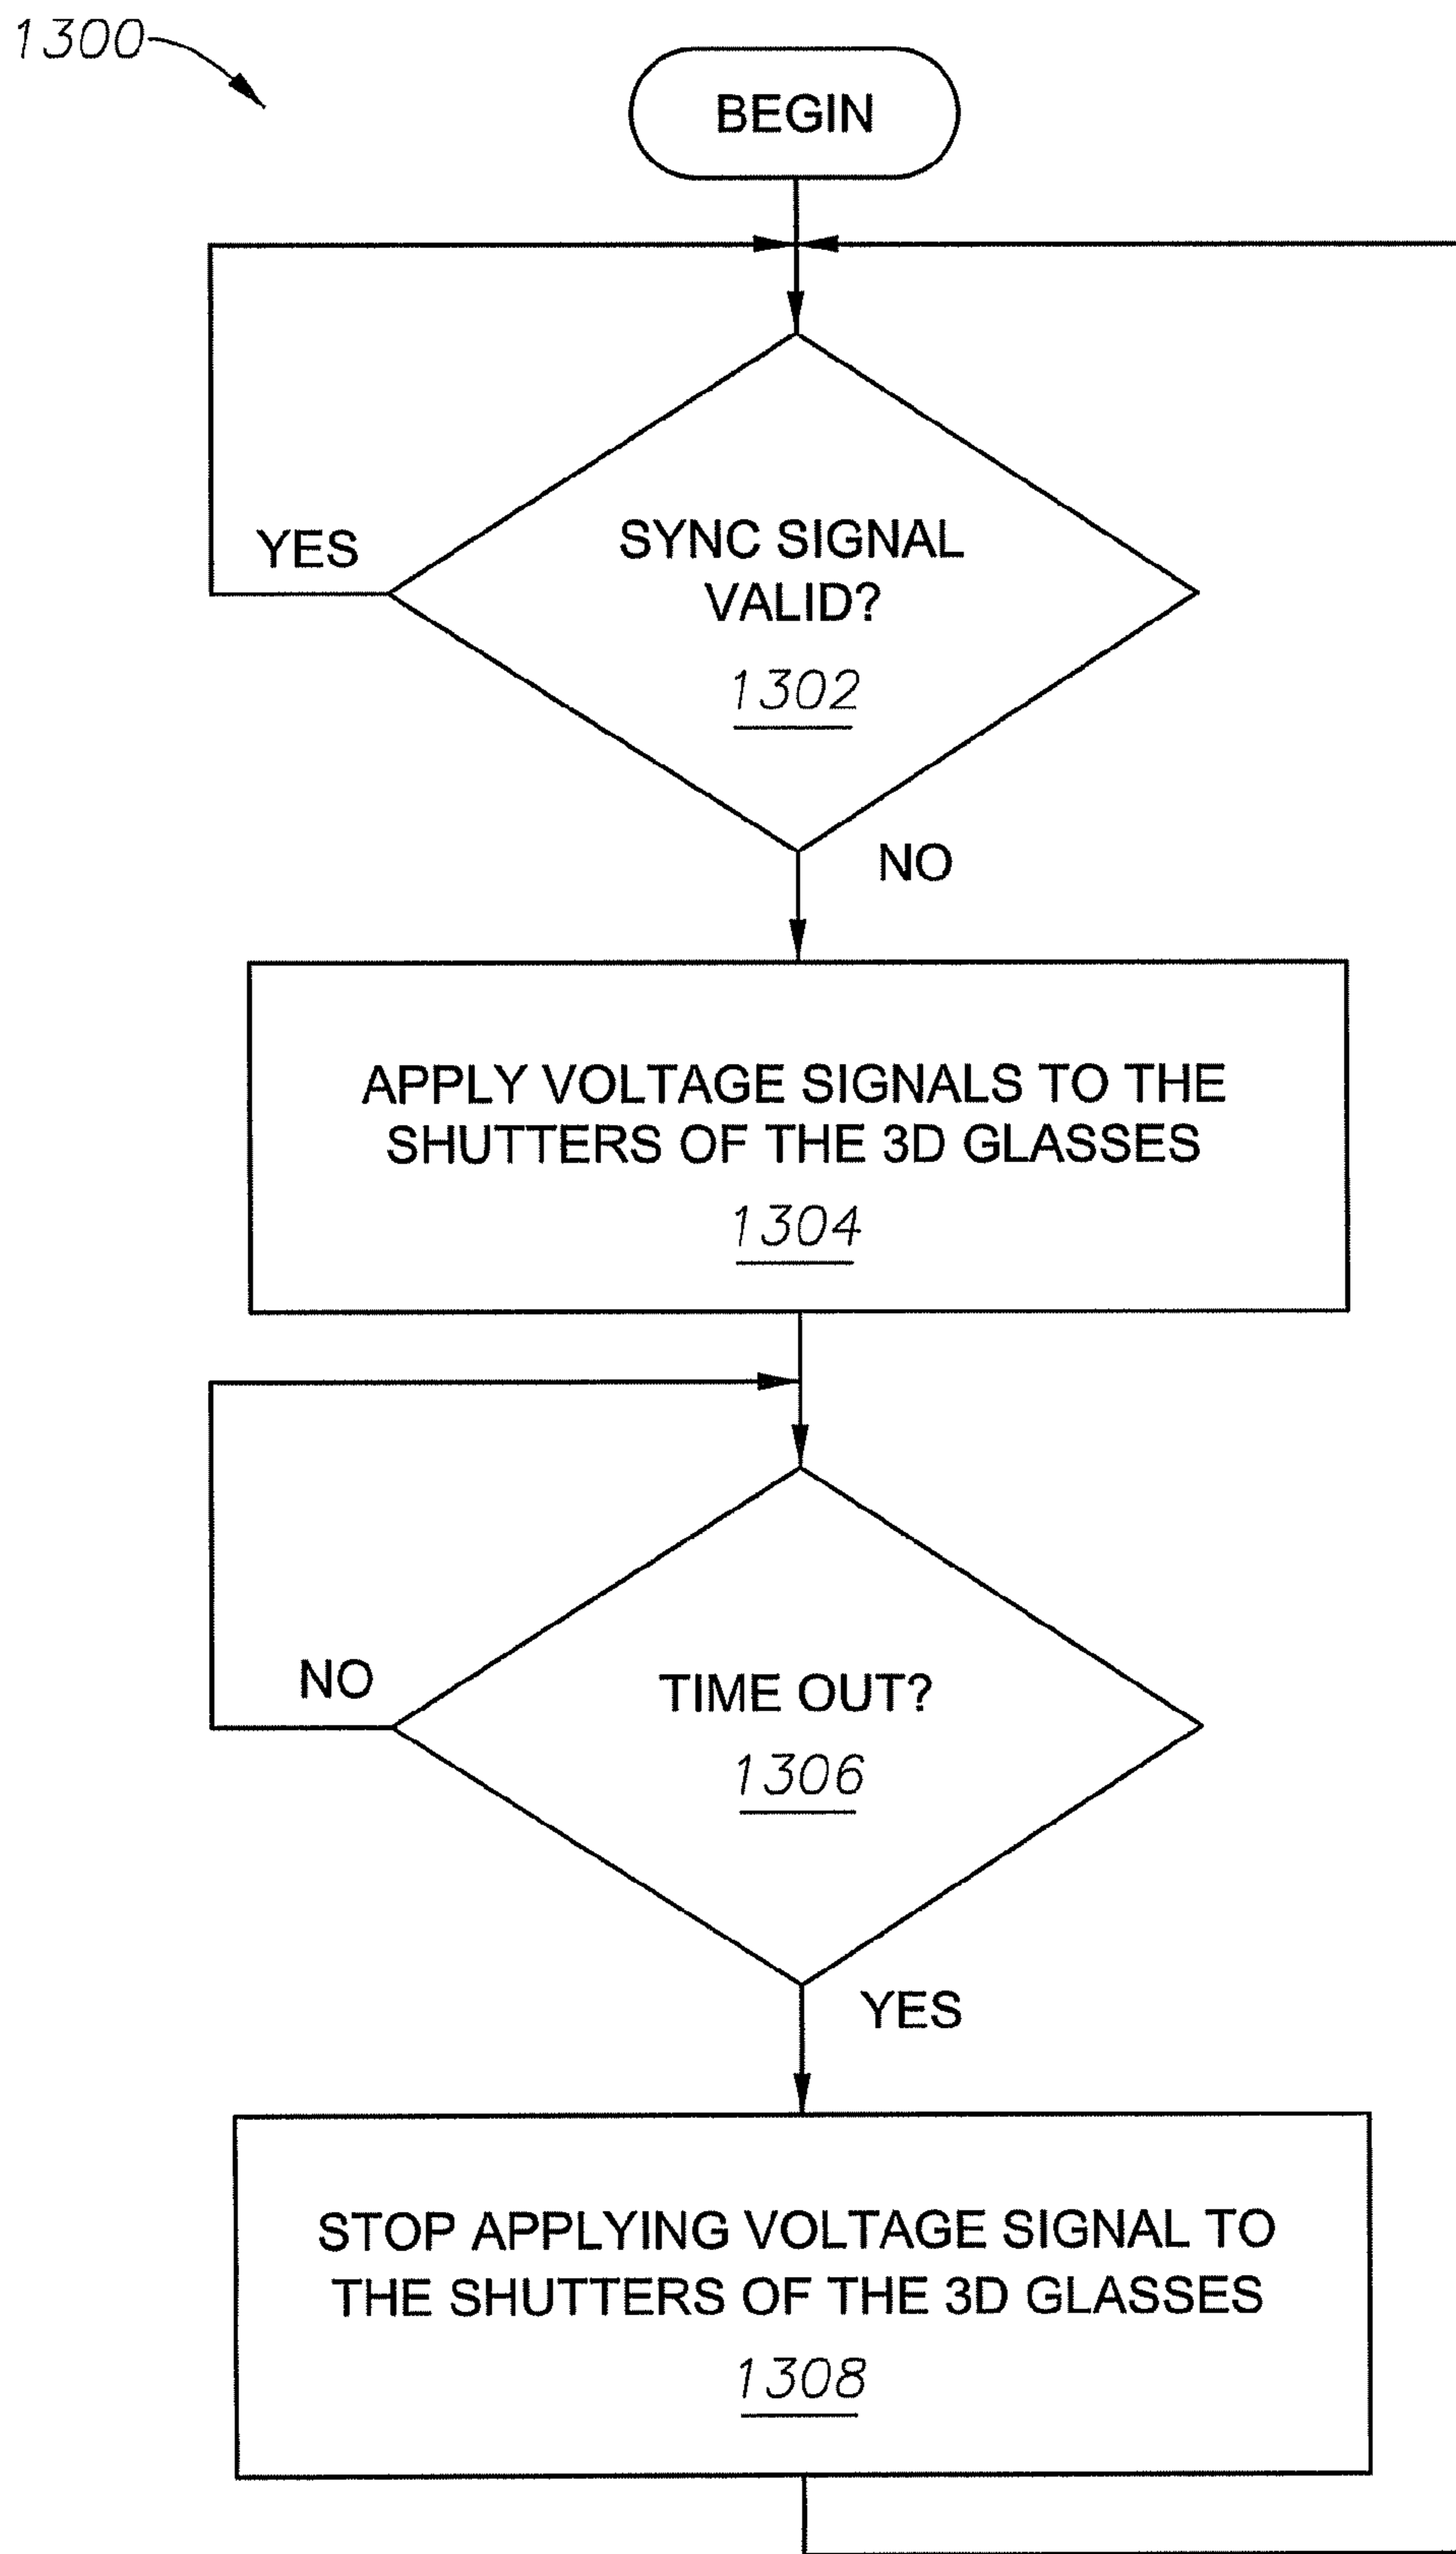 1300
BEGIN
YES
SYNC SIGNAL
VALID?
1302
NO
APPLY VOLTAGE SIGNALS TO THE
SHUTTERS OF THE 3D GLASSES
1304
NO
TIME OUT?
1306
YES
STOP APPLYING VOLTAGE SIGNAL TO
THE SHUTTERS OF THE 3D GLASSES
1308